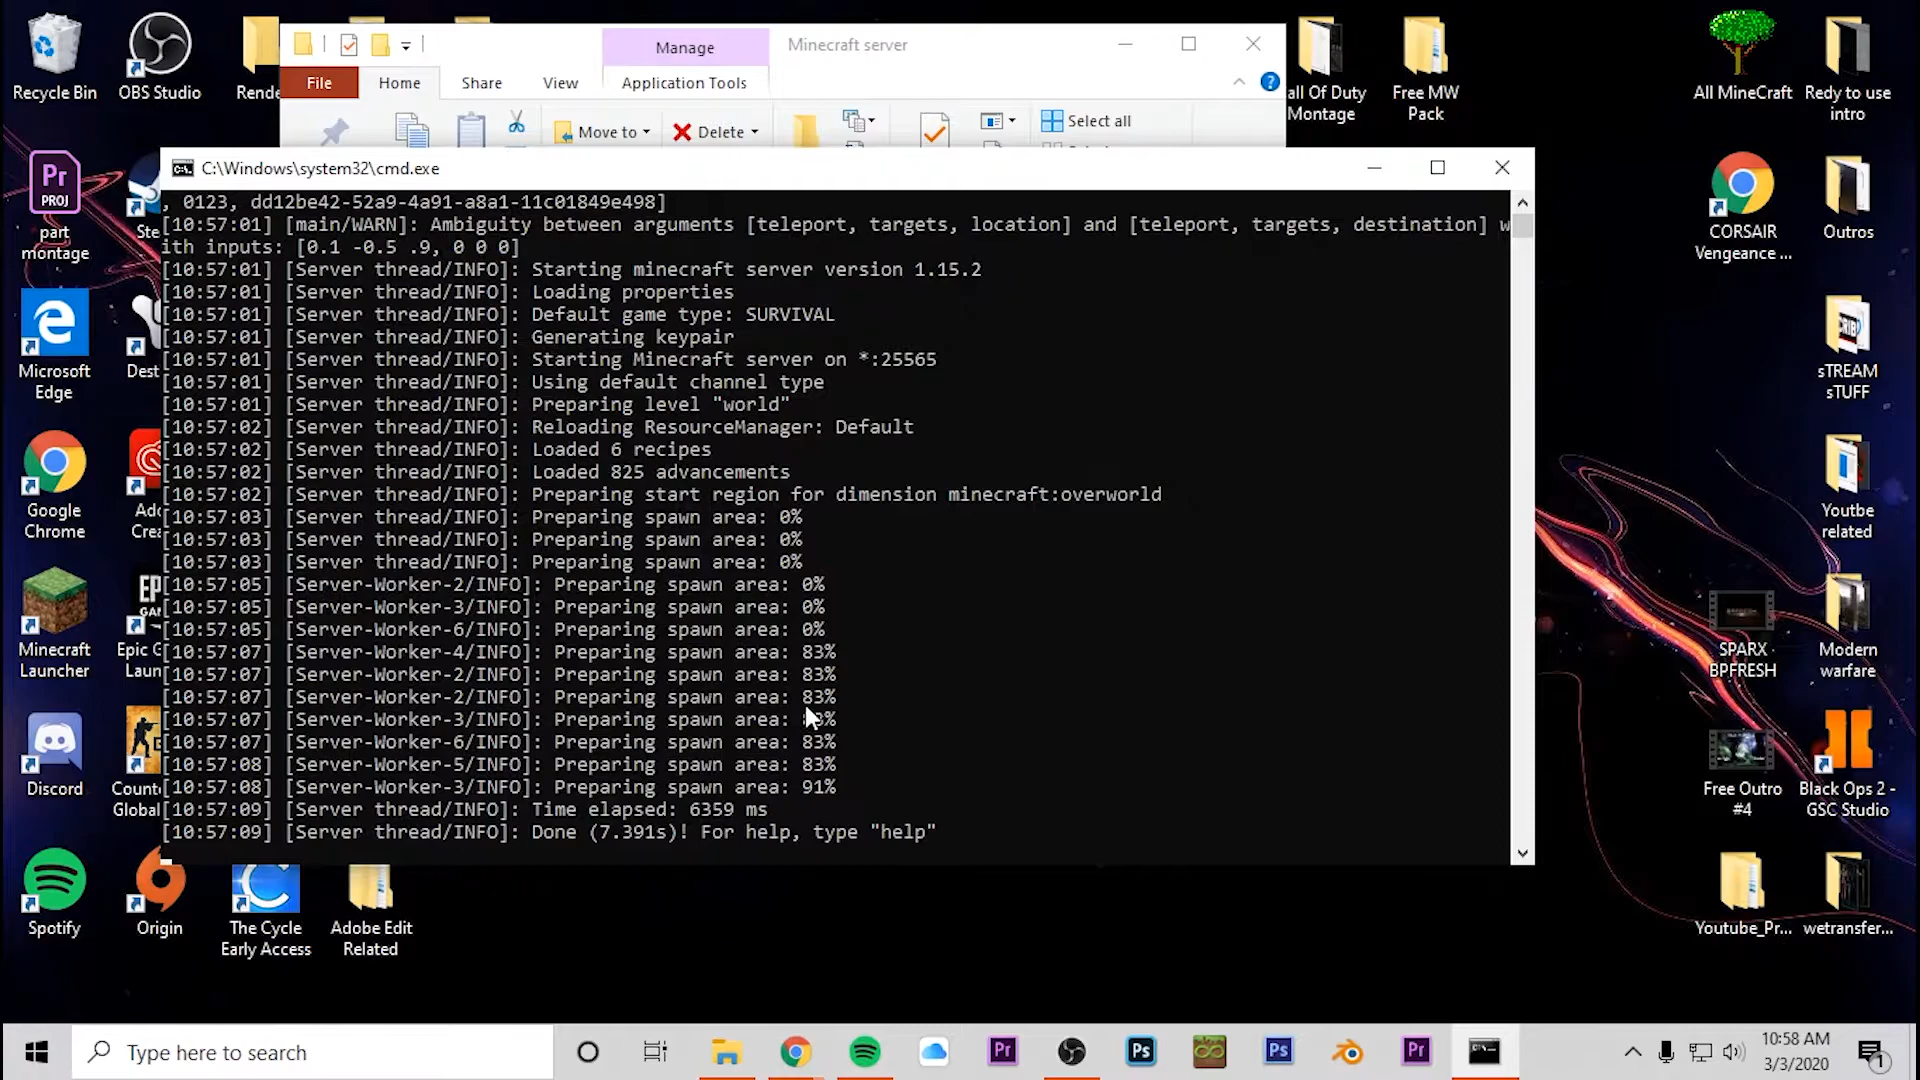 Recycle Bin
OBS Studio
Rende
Manage
Minecraft server
File
Home
Share
View
Application Tools
Move to
Delete
Select all
all Of Duty
Montage
Free MW
Pack
All MineCraft
Redy to use
intro
C:\Windows\system32\cmd.exe
, 0123, dd12be42-52a9-4a91-a8a1-11c01849e498]
[10:57:01] [main/WARN]: Ambiguity between arguments [teleport, targets, location] and [teleport, targets, destination] w
ith inputs: [0.1 -0.5 .9, 0 0 0]
[10:57:01] [Server thread/INFO]: Starting minecraft server version 1.15.2
[10:57:01] [Server thread/INFO]: Loading properties
[10:57:01] [Server thread/INFO]: Default game type: SURVIVAL
[10:57:01] [Server thread/INFO]: Generating keypair
[10:57:01] [Server thread/INFO]: Starting Minecraft server on *:25565
[10:57:01] [Server thread/INFO]: Using default channel type
[10:57:01] [Server thread/INFO]: Preparing level "world"
[10:57:02] [Server thread/INFO]: Reloading ResourceManager: Default
[10:57:02] [Server thread/INFO]: Loaded 6 recipes
[10:57:02] [Server thread/INFO]: Loaded 825 advancements
[10:57:02] [Server thread/INFO]: Preparing start region for dimension minecraft:overworld
[10:57:03] [Server thread/INFO]: Preparing spawn area: 0%
[10:57:03] [Server thread/INFO]: Preparing spawn area: 0%
[10:57:03] [Server thread/INFO]: Preparing spawn area: 0%
[10:57:05] [Server-Worker-2/INFO]: Preparing spawn area: 0%
[10:57:05] [Server-Worker-3/INFO]: Preparing spawn area: 0%
[10:57:05] [Server-Worker-6/INFO]: Preparing spawn area: 0%
[10:57:07] [Server-Worker-4/INFO]: Preparing spawn area: 83%
[10:57:07] [Server-Worker-2/INFO]: Preparing spawn area: 83%
[10:57:07] [Server-Worker-2/INFO]: Preparing spawn area: 83%
[10:57:07] [Server-Worker-3/INFO]: Preparing spawn area:
[10:57:07] [Server-Worker-6/INFO]: Preparing spawn area: 83%
[10:57:08] [Server-Worker-5/INFO]: Preparing spawn area: 83%
[10:57:08] [Server-Worker-3/INFO]: Preparing spawn area: 91%
[10:57:09] [Server thread/INFO]: Time elapsed: 6359 ms
[10:57:09] [Server thread/INFO]: Done (7.391s)! For help, type "help"
Pr
PROJ
part
montage
Ste
Microsoft
Edge
Dest
Google
Chrome
Ado
Crea
Minecraft
Launcher
EPI
GA
Epic G
Laun
Discord
Count
Global
Spotify
Origin
The Cycle
Early Access
Adobe Edit
Related
CORSAIR
Vengeance ...
Outros
sTREAM
sTUFF
Youtbe
related
SPARX
BPFRESH
Modern
warfare
Free Outro
#4
Black Ops 2 -
GSC Studio
Youtube_Pr...
wetransfer...
Type here to search
Pr
Ps
Ps
Pr
10:58 AM
3/3/2020
1